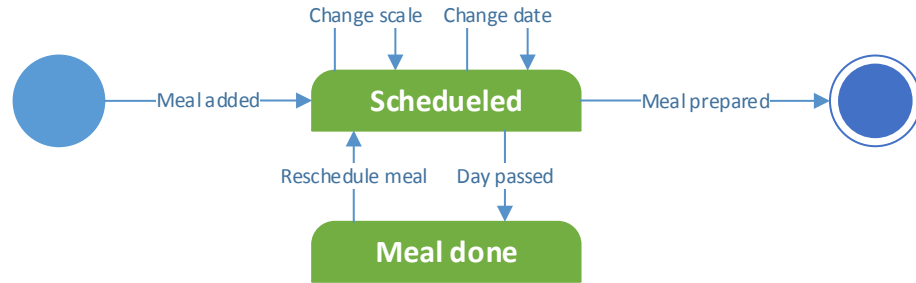 Change scale
Change date
Meal added
Schedueled
Meal prepared
Reschedule meal
Day passed
Meal done